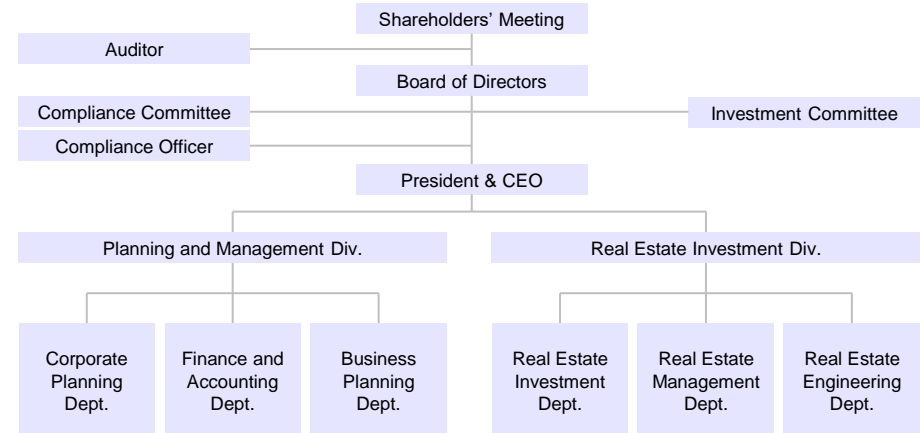 Shareholders’ Meeting
Auditor
Board of Directors
Compliance Committee
Investment Committee
Compliance Officer
President & CEO
Planning and Management Div.
Real Estate Investment Div.
Corporate
Planning
Dept.
Finance and
Accounting
Dept.
Business
Planning
Dept.
Real Estate
Investment
Dept.
Real Estate
Management
Dept.
Real Estate
Engineering
Dept.